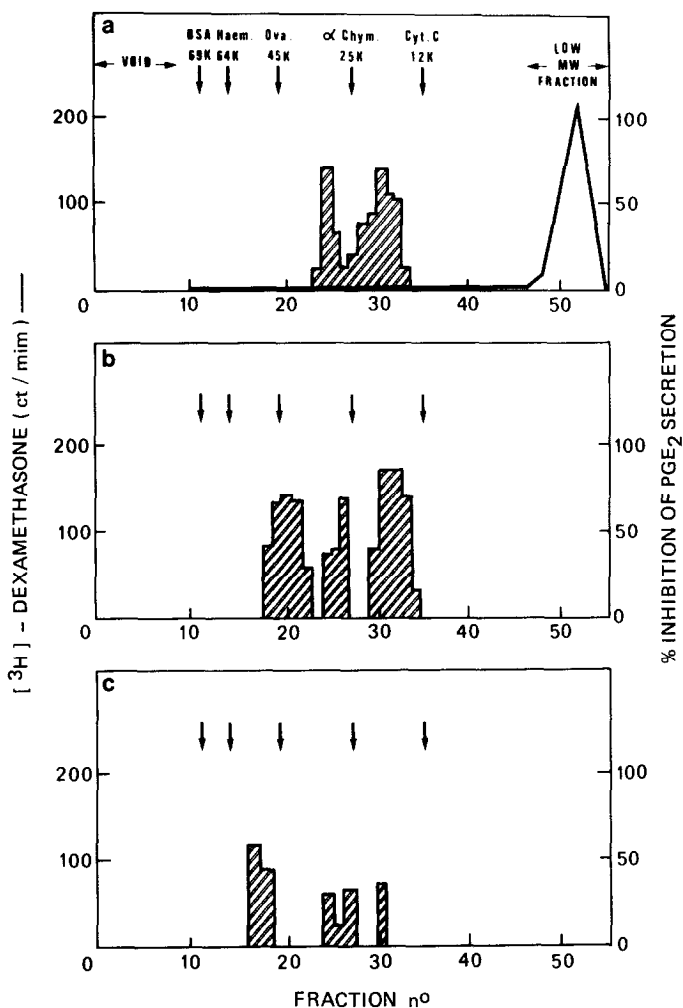 a
BSA Haem. Ova. α Chym. Cyt.C LOW
← VOID → 69K 64K 45K 25K 12K ← MW →
FRACTION
200 100
100 50
0 10 20 30 40 50 0
b
200 100
100 50
0 10 20 30 40 50 0
c
200 100
100 50
0 10 20 30 40 50 0
[³H] - DEXAMETHASONE (ct / mim) ——
% INHIBITION OF PGE₂ SECRETION
FRACTION nº